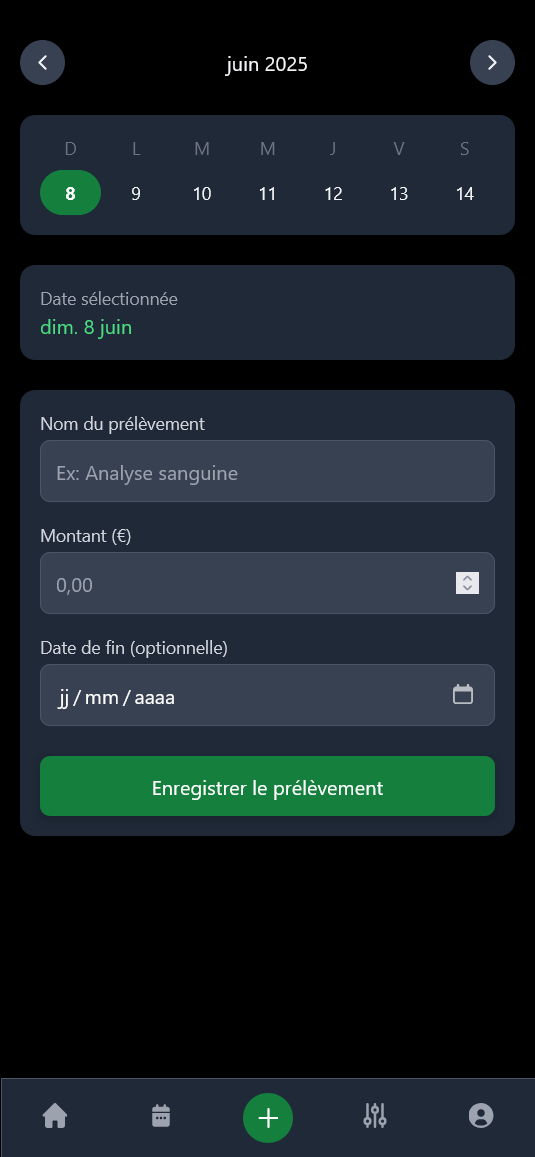 juin 2025
D L M M J V S
8 9 10 11 12 13 14
Date sélectionnée
dim. 8 juin
Nom du prélèvement
Ex: Analyse sanguine
Montant (€)
0,00
Date de fin (optionnelle)
jj/mm/aaaa
Enregistrer le prélèvement